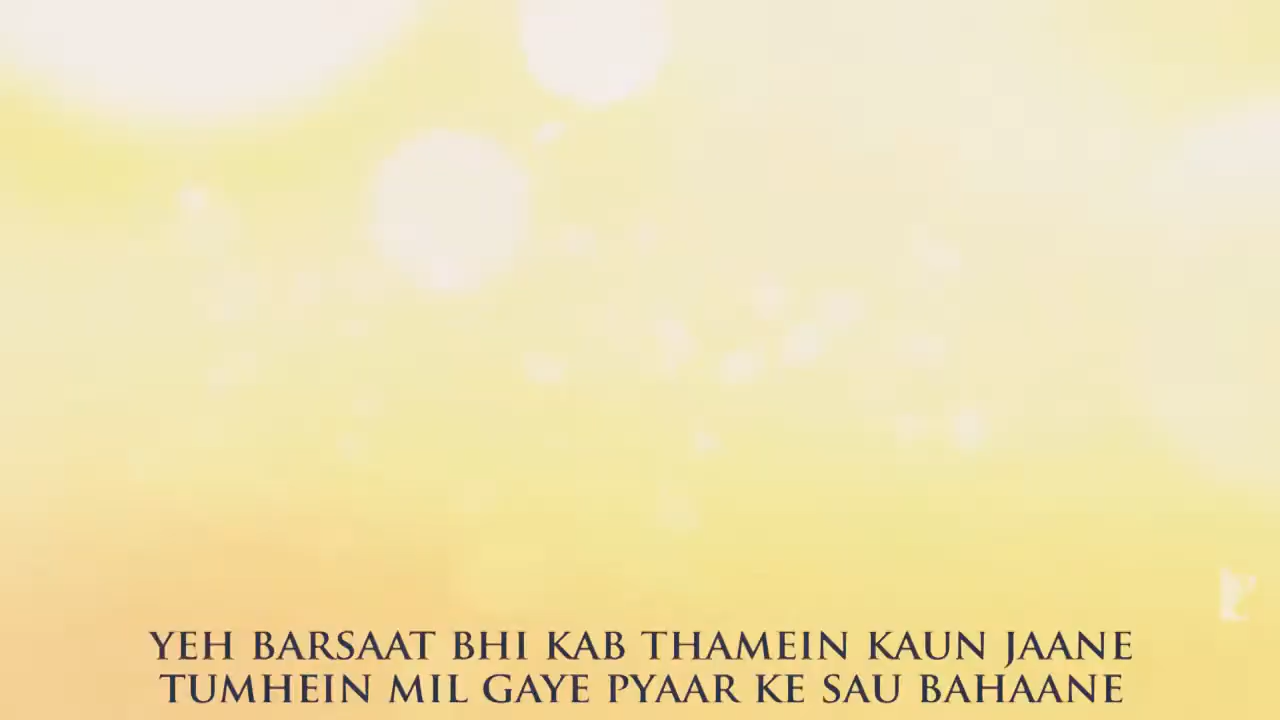 YEH BARSAAT BHI KAB THAMEIN KAUN JAANE
TUMHEIN MIL GAYE PYAAR KE SAU BAHAANE